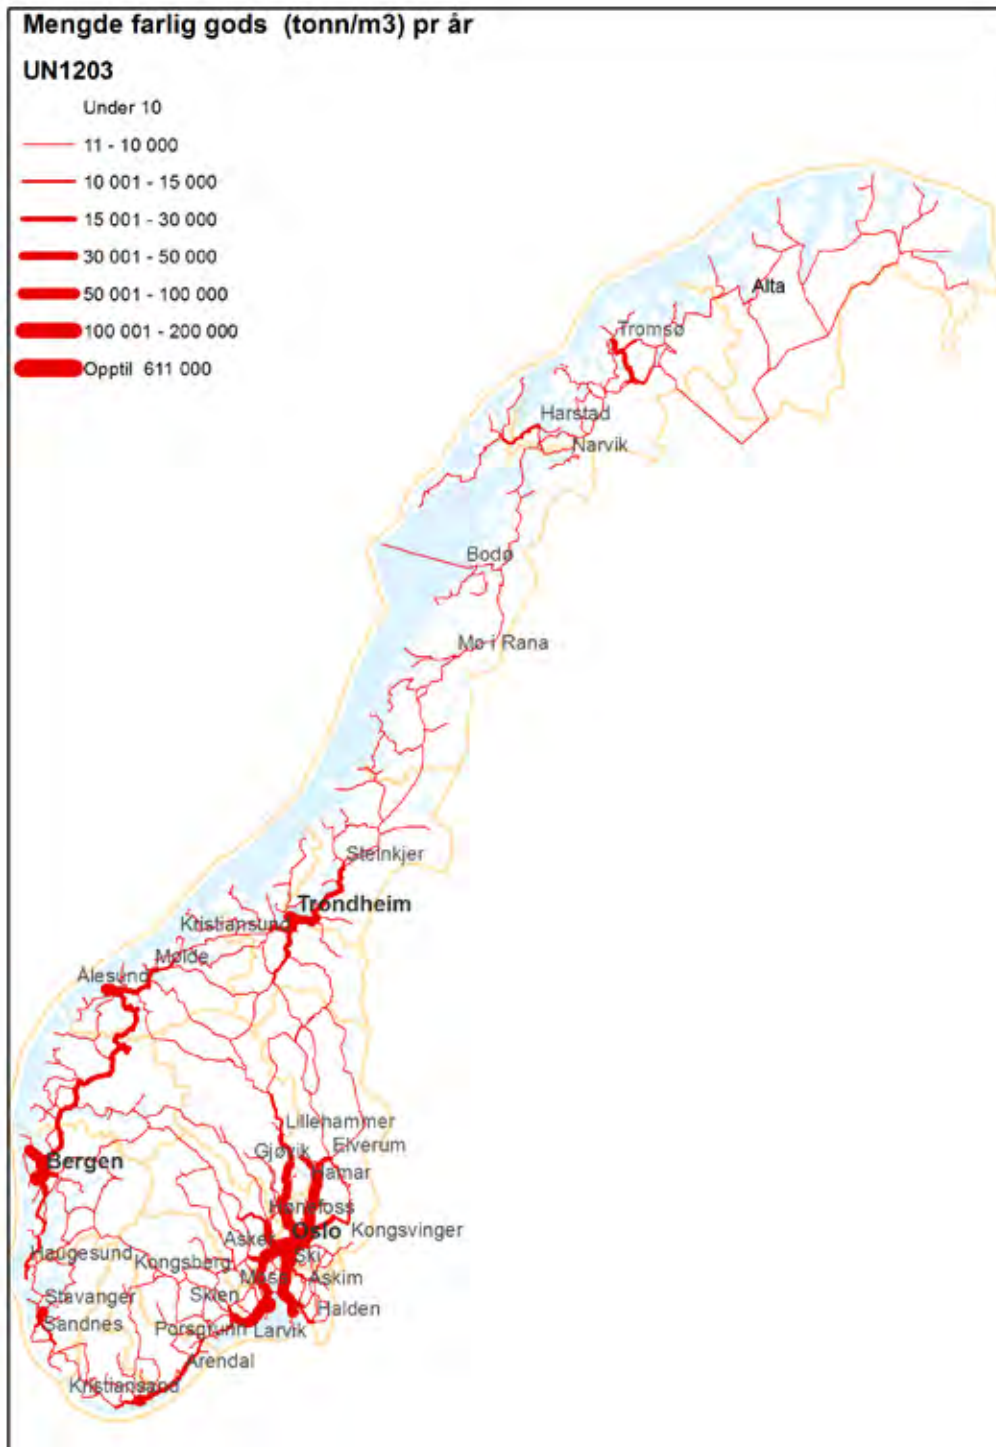 Mengde farlig gods (tonn/m3) pr år
UN1203
Under 10
11 - 10 000
10 001 - 15 000
15 001 - 30 000
30 001 - 50 000
50 001 - 100 000
100 001 - 200 000
Opptil 611 000
Alta
Tromsø
Harstad
Narvik
Bodø
Mo i Rana
Steinkjer
Trondheim
Kristiansund
Molde
Ålesund
Lillehammer
Elverum
Gjøvik
Hamar
Bergen
Hønefoss
Oslo
Kongsvinger
Asker
Ski
Haugesund
Kongsberg
Moss
Askim
Skien
Stavanger
Halden
Sandnes
Porsgrunn
Larvik
Arendal
Kristiansand